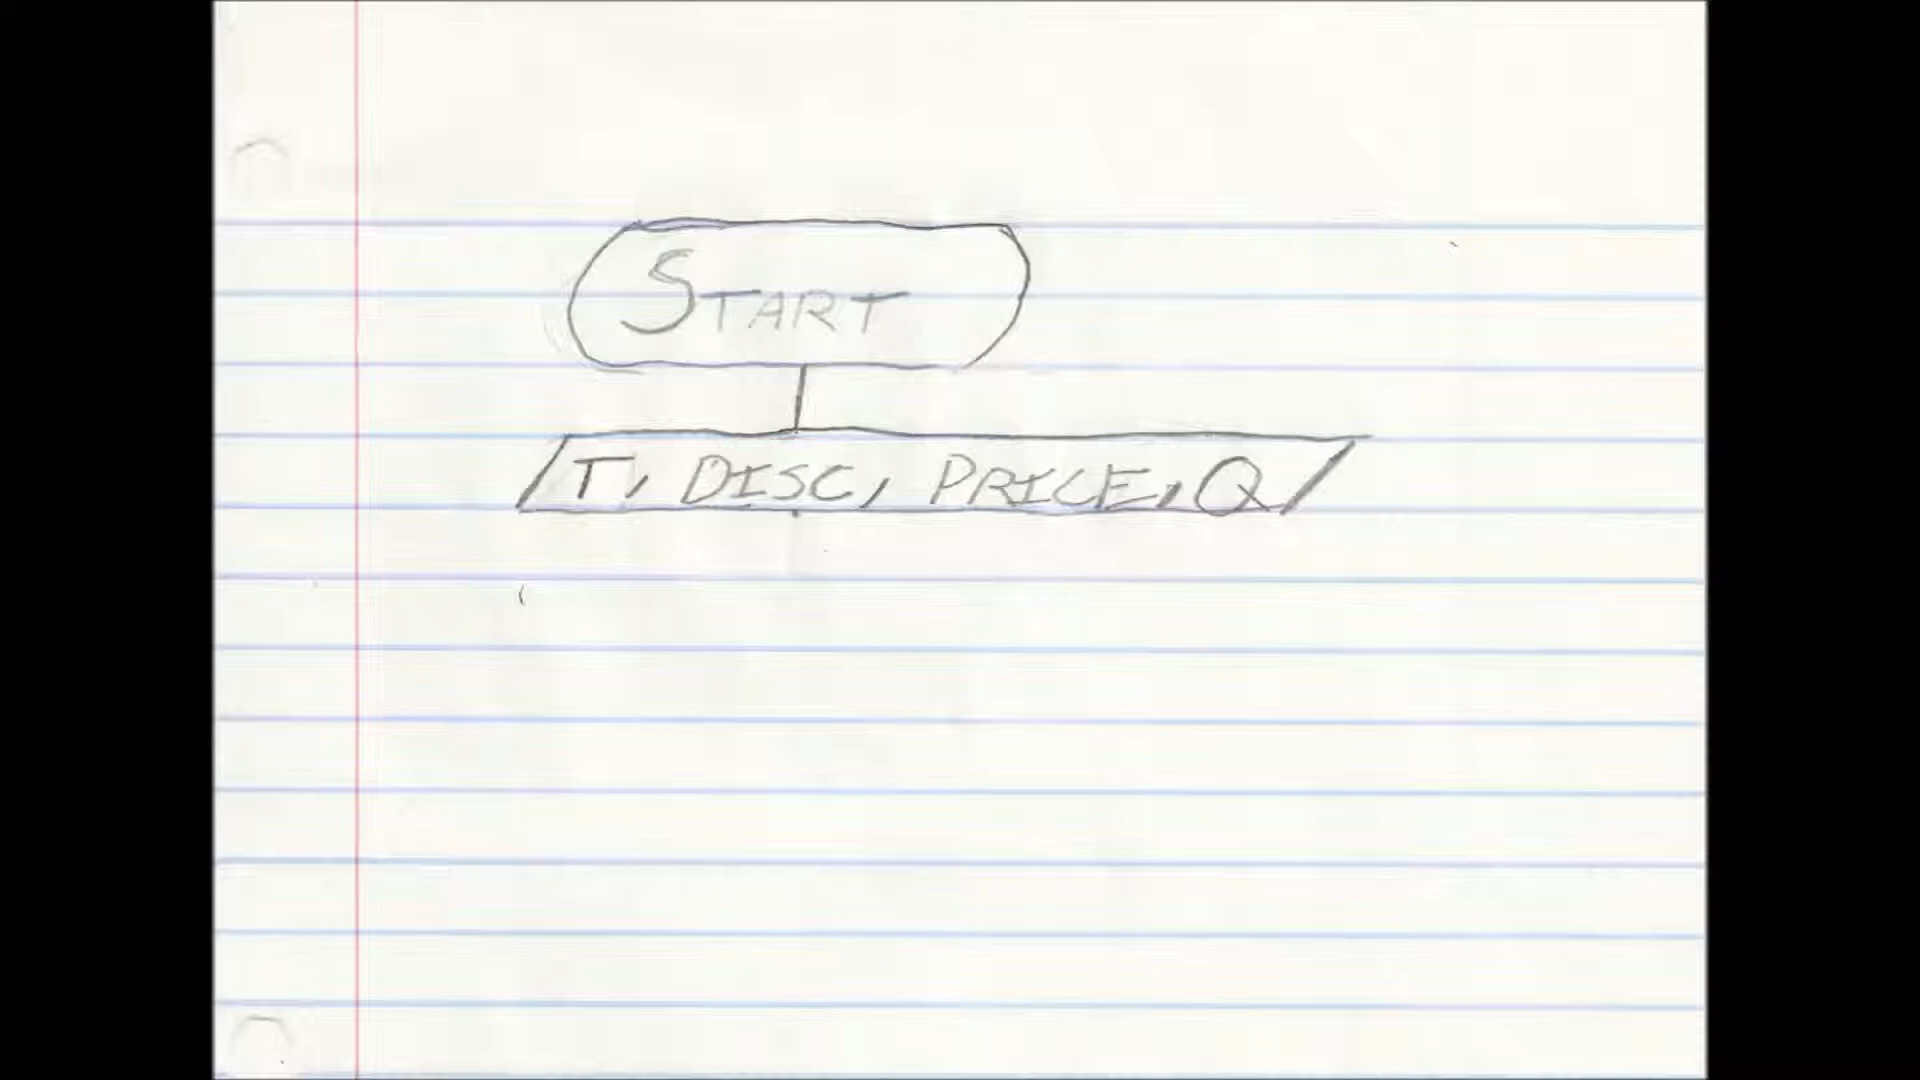 START
T, DISC, PRICE, Q